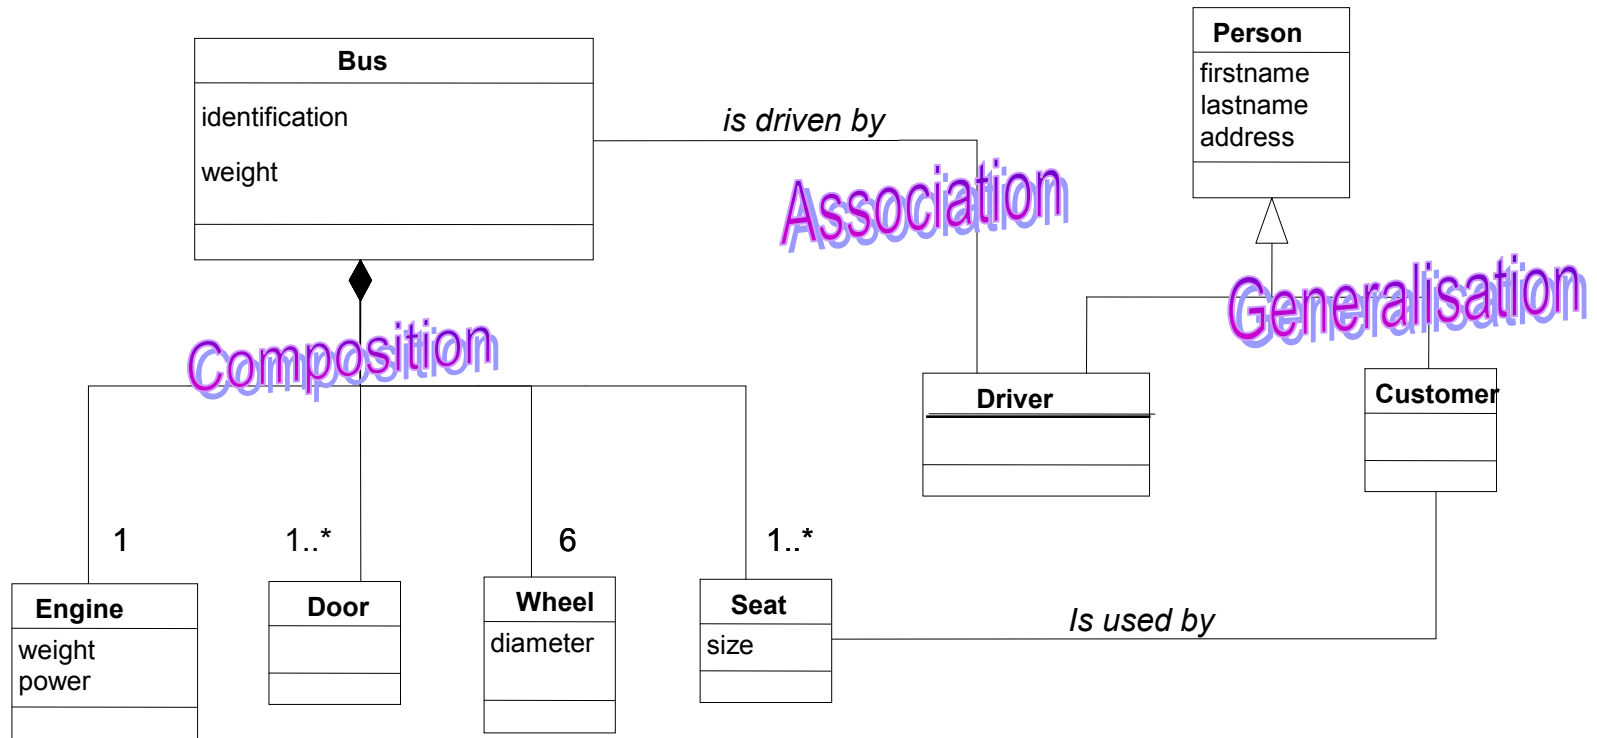 Bus
identification
weight
is driven by
Person
firstname
lastname
address
Association
Generalisation
Composition
Driver
Customer
1
1..*
6
1..*
Engine
weight
power
Door
Wheel
diameter
Seat
size
Is used by